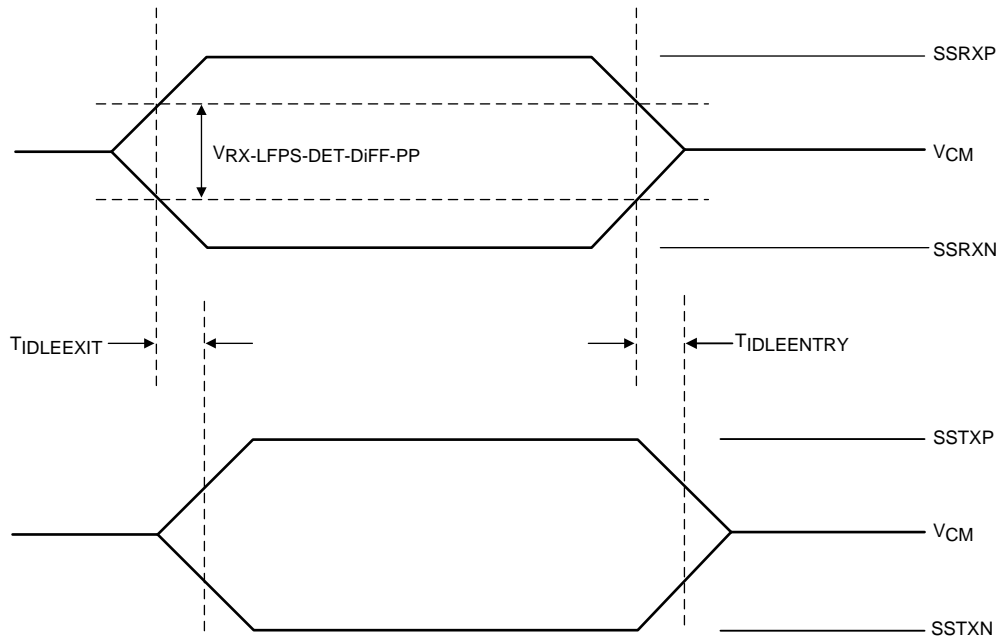 SSRXP
VRX-LFPS-DET-DiFF-PP
VCM
SSRXN
TIDLEEXIT
TIDLEENTRY
SSTXP
VCM
SSTXN